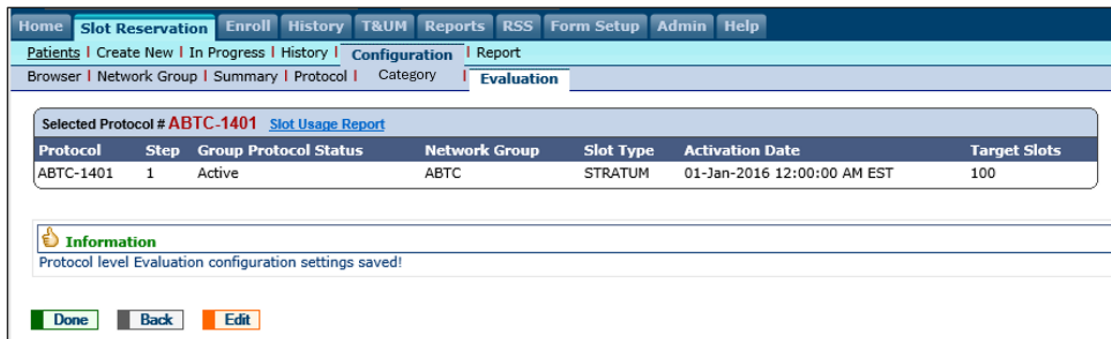 Home Slot Reservation Enroll History T&UM Reports RSS Form Setup Admin Help
Patients | Create New | In Progress | History | Configuration | Report
Browser | Network Group | Summary | Protocol | Category | Evaluation
Selected Protocol # ABTC-1401 Slot Usage Report
Protocol Step Group Protocol Status Network Group Slot Type Activation Date Target Slots
ABTC-1401 1 Active ABTC STRATUM 01-Jan-2016 12:00:00 AM EST 100
Information
Protocol level Evaluation configuration settings saved!
Done Back Edit